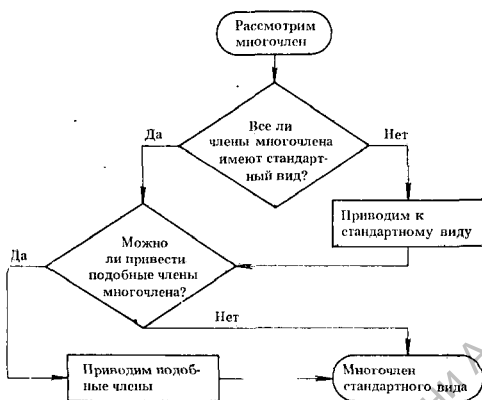 Рассмотрим
многочлен
Все ли
члены многочлена
имеют стандарт-
ный вид?
Да
Нет
Приводим к
стандартному виду
Можно
ли привести
подобные члены
многочлена?
Да
Нет
Приводим подоб-
ные члены
Многочлен
стандартного вида